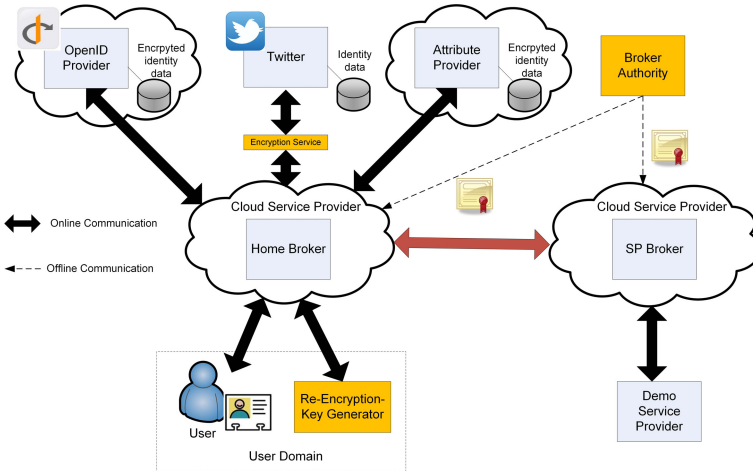 OpenID
Provider
Encrpyted
identity
data
Twitter
Identity
data
Attribute
Provider
Encrpyted
identity
data
Broker
Authority
Encryption Service
Cloud Service Provider
Home Broker
Cloud Service Provider
SP Broker
Online Communication
Offline Communication
User
Re-Encryption-
Key Generator
User Domain
Demo
Service
Provider